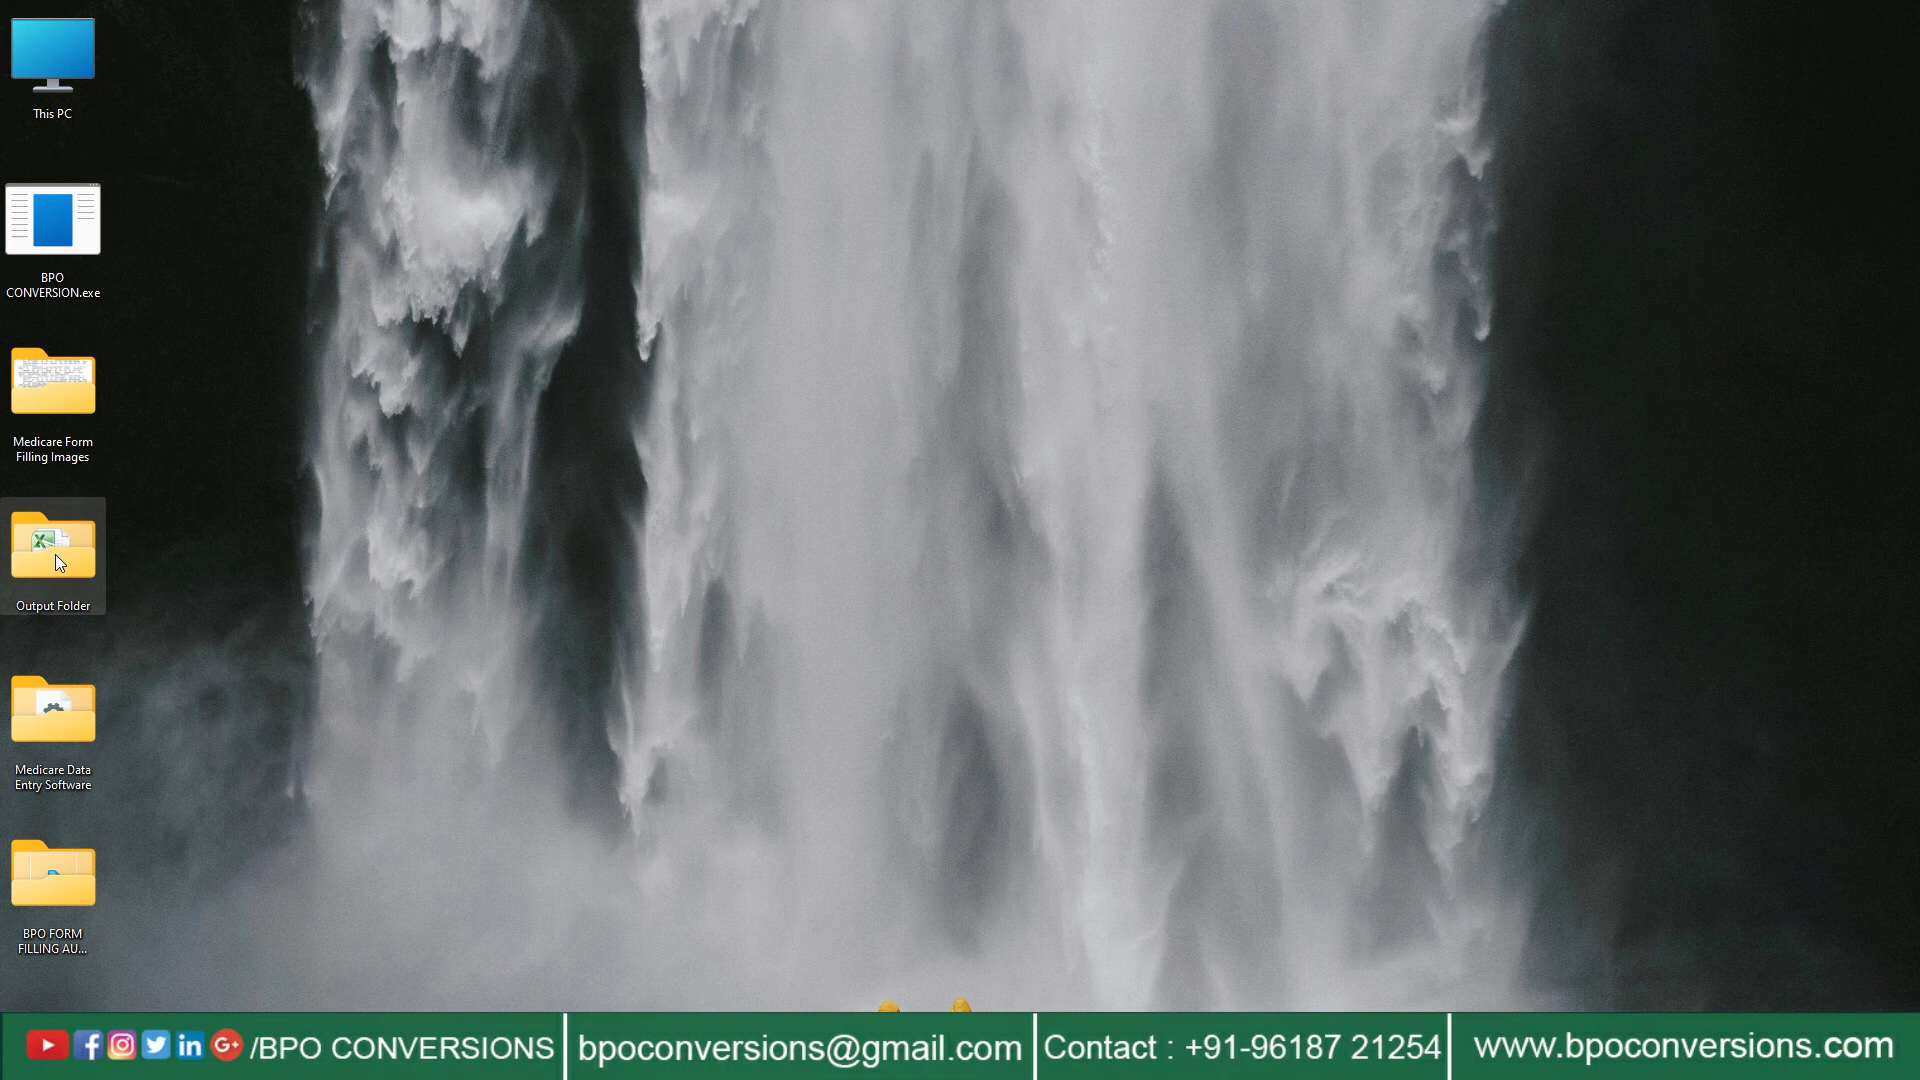 This PC
BPO
CONVERSION.exe
Medicare Form
Filling Images
Output Folder
Medicare Data
Entry Software
BPO FORM
FILLING AU...
/BPO CONVERSIONS
bpoconversions@gmail.com
Contact : +91-96187 21254
www.bpoconversions.com